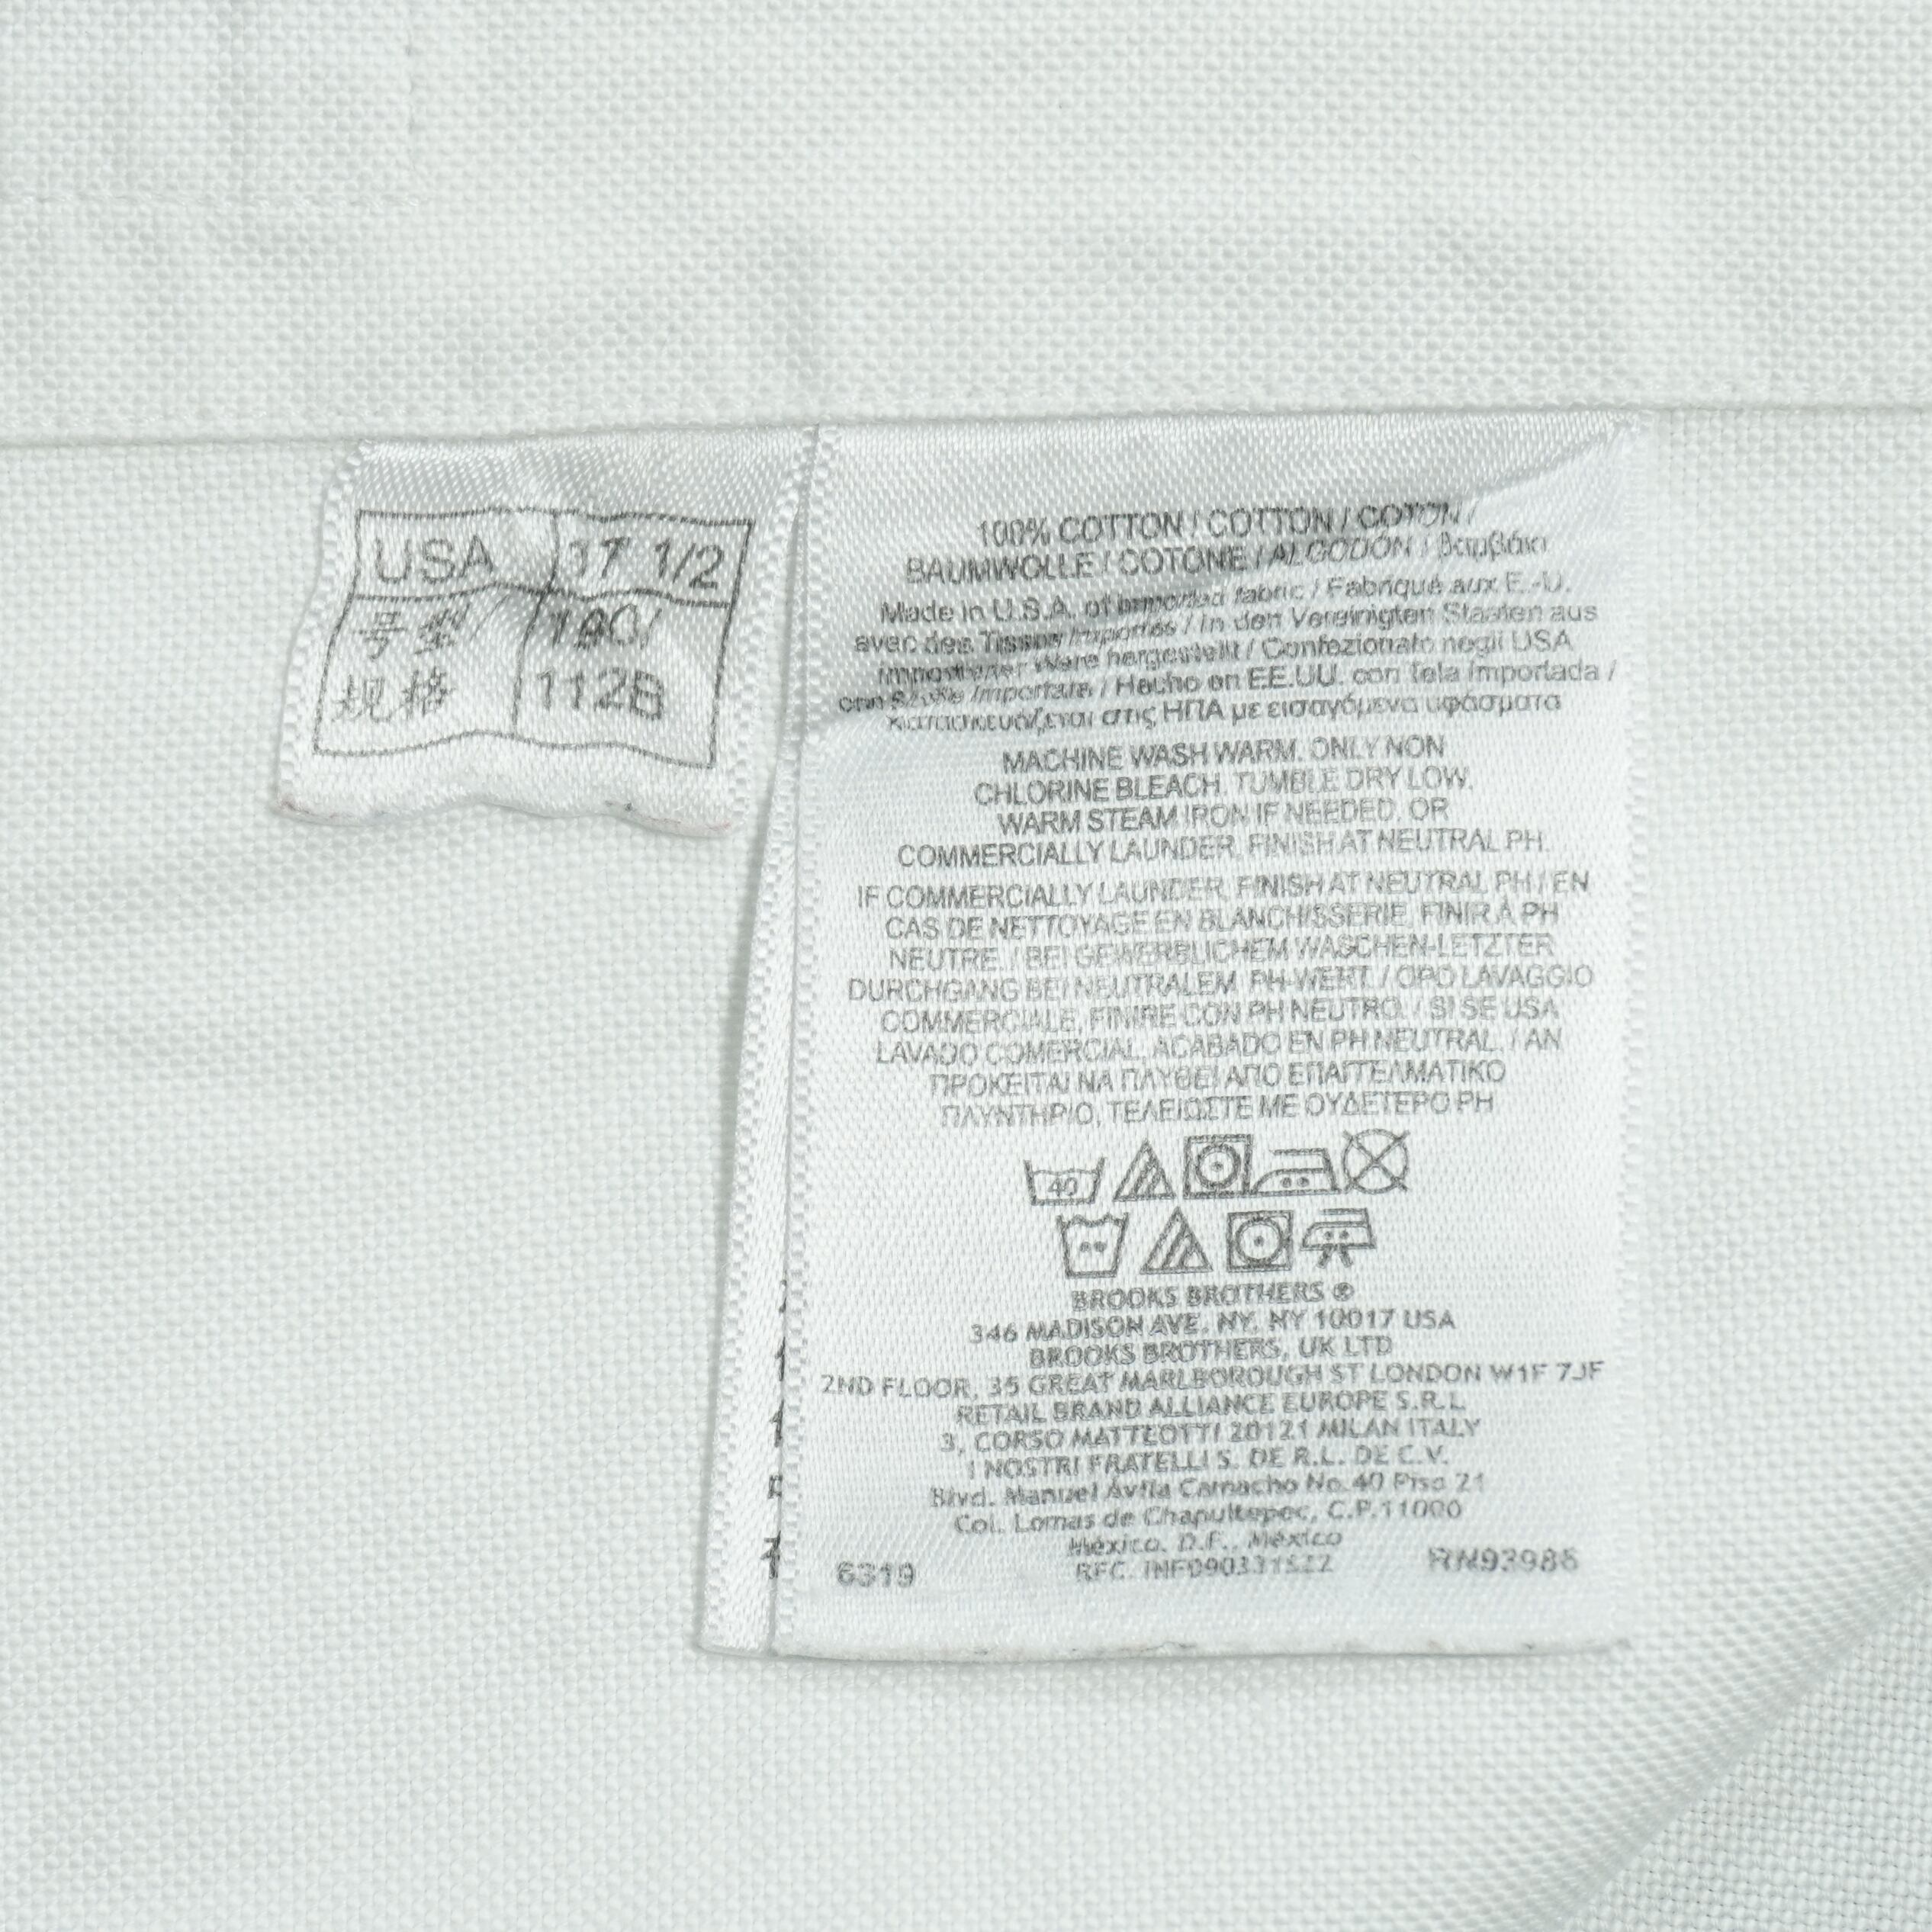 USA 17 1/2
号型/ 190/
规格 112B
100% COTTON / COTTON / COTON /
BAUMWOLLE / COTONE / ALGODÓN / Βαμβάκι
Made in U.S.A. of imported fabric / Fabriqué aux E.-U.
avec des Tissus Importés / In den Vereinigten Staaten aus
importierter Ware hergestellt / Confezionato negli USA
con Stoffe Importate / Hecho en EE.UU. con tela importada /
Κατασκευάζεται στις ΗΠΑ με εισαγόμενα υφάσματα
MACHINE WASH WARM. ONLY NON
CHLORINE BLEACH. TUMBLE DRY LOW.
WARM STEAM IRON IF NEEDED. OR
COMMERCIALLY LAUNDER, FINISH AT NEUTRAL PH.
IF COMMERCIALLY LAUNDER, FINISH AT NEUTRAL PH / EN
CAS DE NETTOYAGE EN BLANCHISSERIE, FINIR À PH
NEUTRE. / BEI GEWERBLICHEM WASCHEN-LETZTER
DURCHGANG BEI NEUTRALEM PH-WERT. / OPO LAVAGGIO
COMMERCIALE, FINIRE CON PH NEUTRO. / SI SE USA
LAVADO COMERCIAL, ACABADO EN PH NEUTRAL. / ΑΝ
ΠΡΟΚΕΙΤΑΙ ΝΑ ΠΛΥΘΕΙ ΑΠΟ ΕΠΑΓΓΕΛΜΑΤΙΚΟ
ΠΛΥΝΤΗΡΙΟ, ΤΕΛΕΙΩΣΤΕ ΜΕ ΟΥΔΕΤΕΡΟ PH
40
BROOKS BROTHERS ®
346 MADISON AVE. NY, NY 10017 USA
BROOKS BROTHERS, UK LTD
2ND FLOOR, 35 GREAT MARLBOROUGH ST LONDON W1F 7JF
RETAIL BRAND ALLIANCE EUROPE S.R.L.
3, CORSO MATTEOTTI 20121 MILAN ITALY
I NOSTRI FRATELLI S. DE R.L. DE C.V.
Blvd. Manuel Ávila Camacho No.40 Piso 21
Col. Lomas de Chapultepec, C.P.11000
México, D.F., México
6319 RFC. RN93986